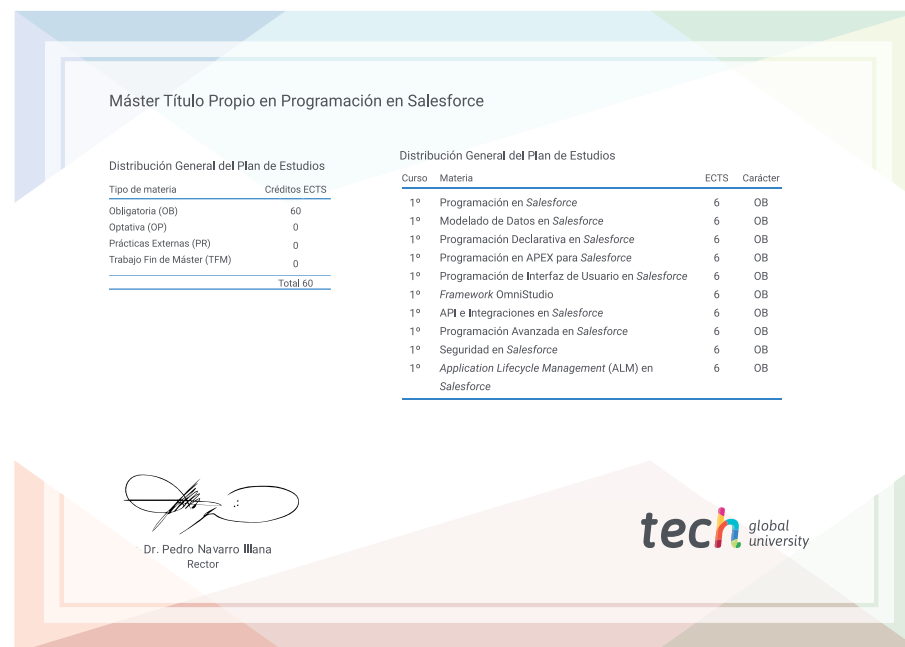 Máster Título Propio en Programación en Salesforce
Distribución General del Plan de Estudios
Tipo de materia Créditos ECTS
Obligatoria (OB) 60
Optativa (OP) 0
Prácticas Externas (PR) 0
Trabajo Fin de Máster (TFM) 0
Total 60
Distribución General del Plan de Estudios
Curso Materia ECTS Carácter
1º Programación en Salesforce 6 OB
1º Modelado de Datos en Salesforce 6 OB
1º Programación Declarativa en Salesforce 6 OB
1º Programación en APEX para Salesforce 6 OB
1º Programación de Interfaz de Usuario en Salesforce 6 OB
1º Framework OmniStudio 6 OB
1º API e Integraciones en Salesforce 6 OB
1º Programación Avanzada en Salesforce 6 OB
1º Seguridad en Salesforce 6 OB
1º Application Lifecycle Management (ALM) en 6 OB
Salesforce
Dr. Pedro Navarro Illana
Rector
tech global
university